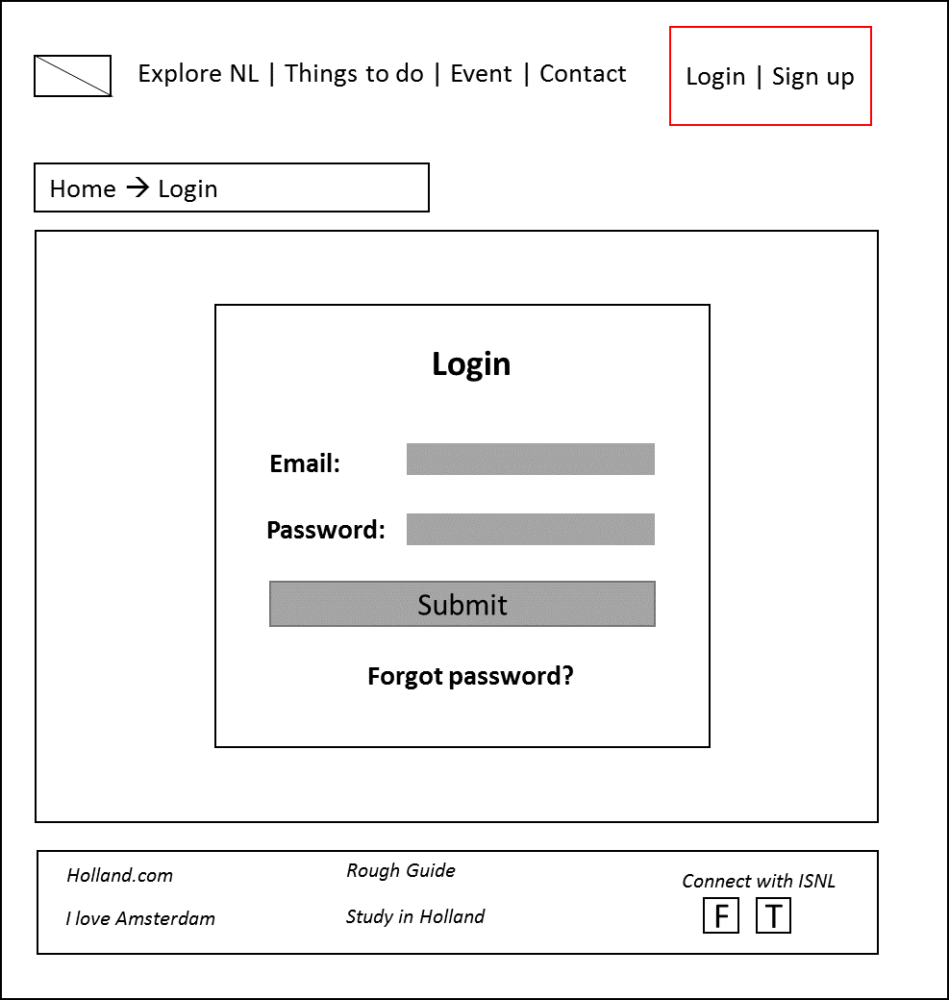 Explore NL | Things to do | Event | Contact
Login | Sign up
Home → Login
Login
Email:
Password:
Submit
Forgot password?
Holland.com
Rough Guide
Connect with ISNL
I love Amsterdam
Study in Holland
F T